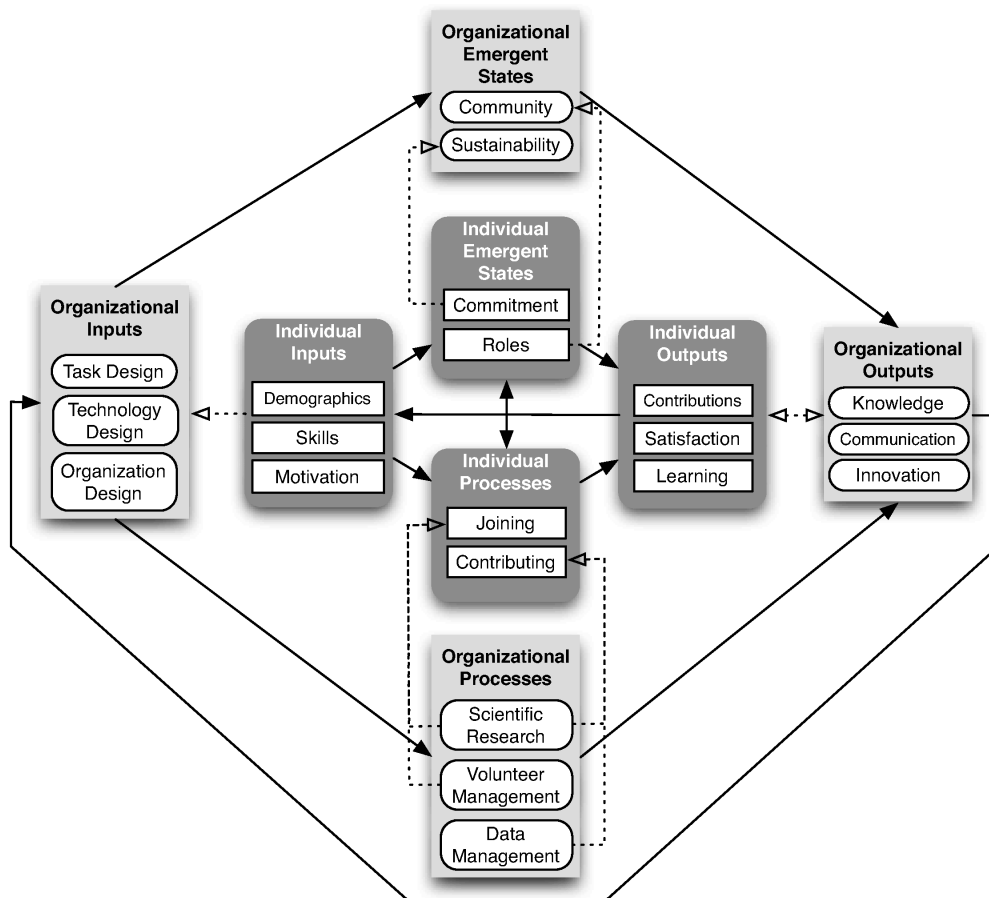 Organizational
Emergent
States
Community
Sustainability
Individual
Emergent
States
Commitment
Roles
Organizational
Inputs
Task Design
Technology
Design
Organization
Design
Individual
Inputs
Demographics
Skills
Motivation
Individual
Outputs
Contributions
Satisfaction
Learning
Organizational
Outputs
Knowledge
Communication
Innovation
Individual
Processes
Joining
Contributing
Organizational
Processes
Scientific
Research
Volunteer
Management
Data
Management